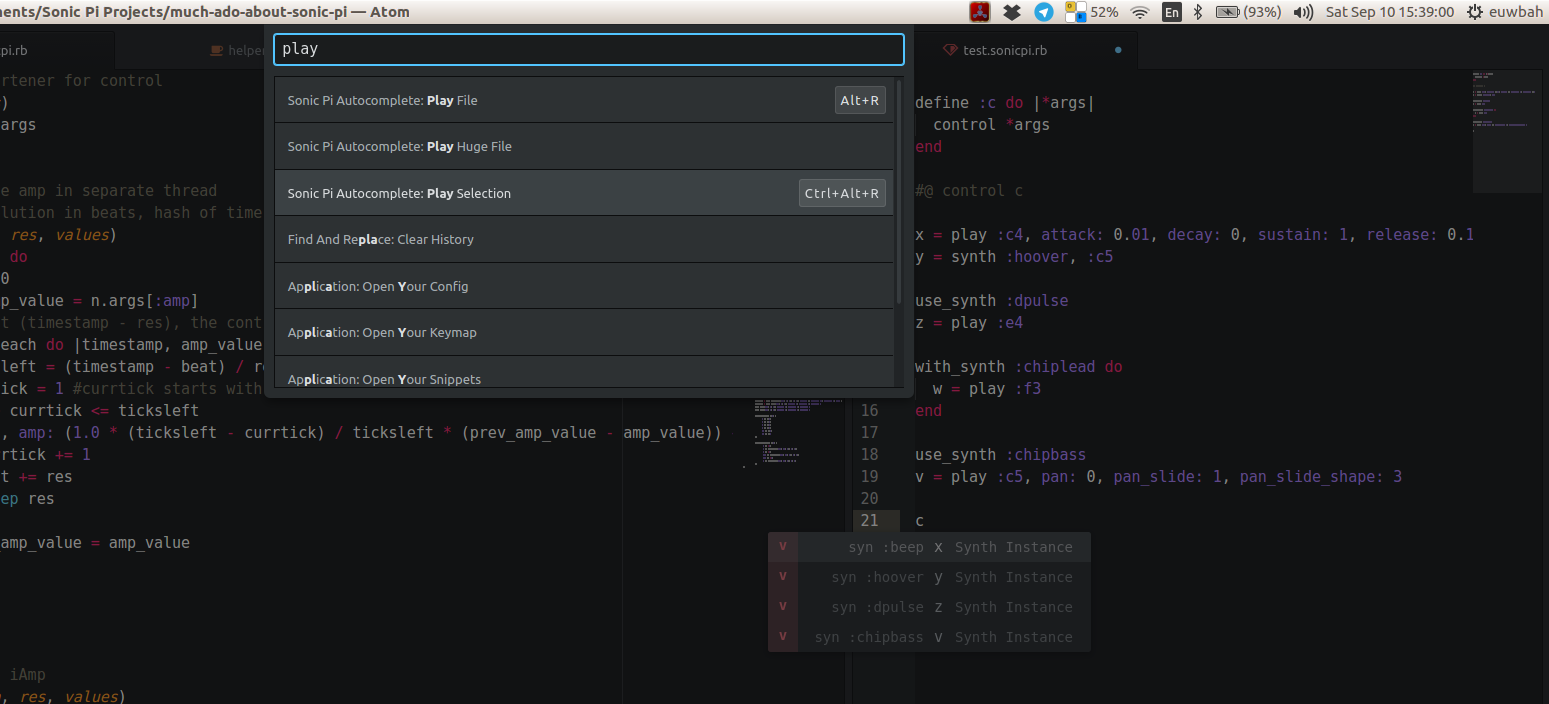 ents/Sonic Pi Projects/much-ado-about-sonic-pi — Atom
52%
En
(93%)
Sat Sep 10 15:39:00
euwbah
pi.rb
helper
test.sonicpi.rb
play
Sonic Pi Autocomplete: Play File
Alt+R
Sonic Pi Autocomplete: Play Huge File
Sonic Pi Autocomplete: Play Selection
Ctrl+Alt+R
Find And Replace: Clear History
Application: Open Your Config
Application: Open Your Keymap
Application: Open Your Snippets
rtener for control
)
args
e amp in separate thread
lution in beats, hash of time
res, values)
do
0
p_value = n.args[:amp]
t (timestamp - res), the cont
each do |timestamp, amp_value
left = (timestamp - beat) / re
ick = 1 #currtick starts with
currtick <= ticksleft
, amp: (1.0 * (ticksleft - currtick) / ticksleft * (prev_amp_value - amp_value))
rtick += 1
t += res
ep res
amp_value = amp_value
iAmp
, res, values)
define :c do |*args|
control *args
end
#@ control c
x = play :c4, attack: 0.01, decay: 0, sustain: 1, release: 0.1
y = synth :hoover, :c5
use_synth :dpulse
z = play :e4
with_synth :chiplead do
w = play :f3
16 end
17
18 use_synth :chipbass
19 v = play :c5, pan: 0, pan_slide: 1, pan_slide_shape: 3
20
21 c
v syn :beep x Synth Instance
v syn :hoover y Synth Instance
v syn :dpulse z Synth Instance
v syn :chipbass v Synth Instance